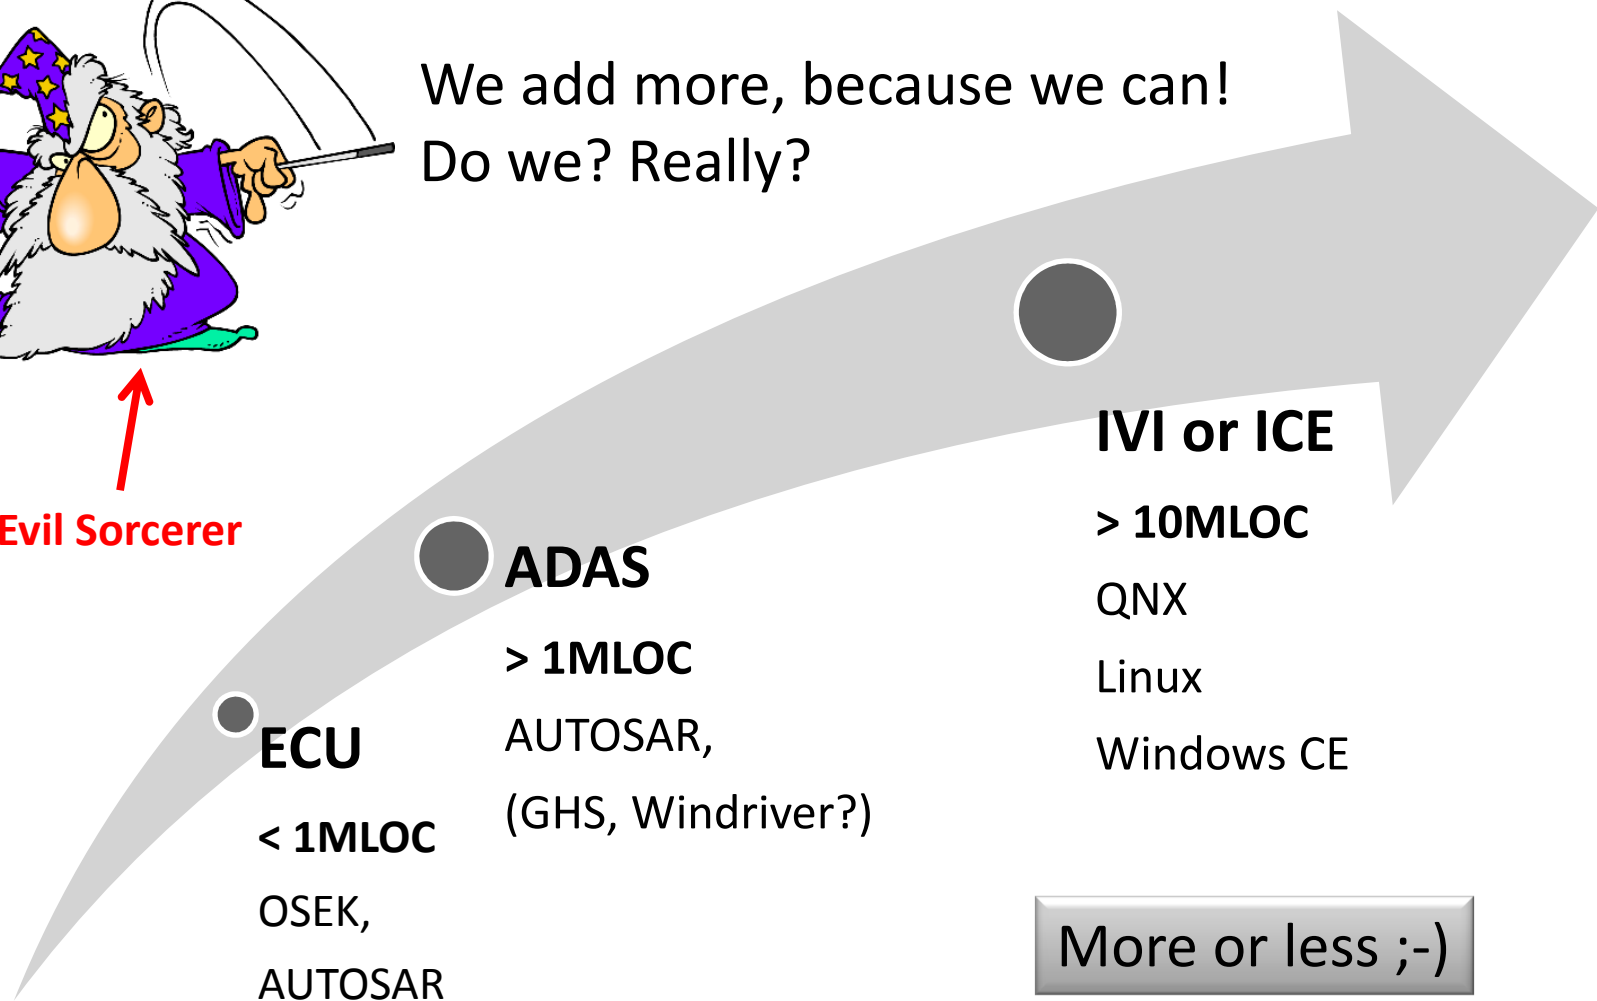 We add more, because we can!
Do we? Really?
Evil Sorcerer
ECU
< 1MLOC
OSEK,
AUTOSAR
ADAS
> 1MLOC
AUTOSAR,
(GHS, Windriver?)
IVI or ICE
> 10MLOC
QNX
Linux
Windows CE
More or less ;-)